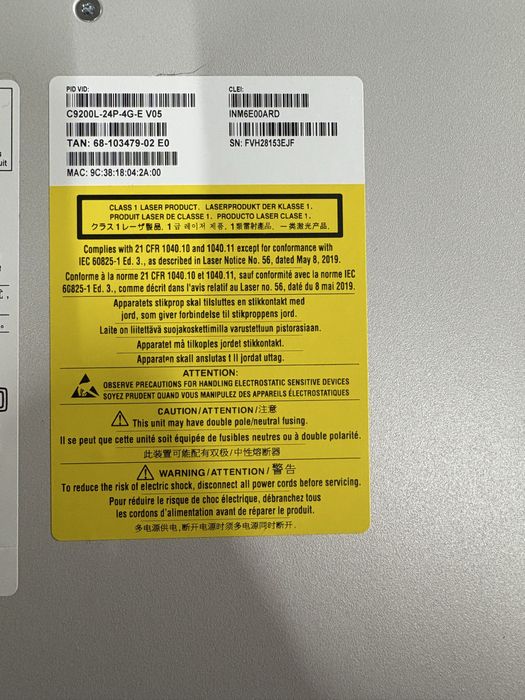 PID VID:
C9200L-24P-4G-E V05
TAN: 68-103479-02 E0
MAC: 9C:38:18:04:2A:00
CLEI:
INM6E00ARD
SN: FVH28153EJF
CLASS 1 LASER PRODUCT. LASERPRODUKT DER KLASSE 1.
PRODUIT LASER DE CLASSE 1. PRODUCTO LASER CLASE 1.
クラス1レーザ製品. 1급 레이저 제품. 1類雷射產品. 一类激光产品.
Complies with 21 CFR 1040.10 and 1040.11 except for conformance with
IEC 60825-1 Ed. 3., as described in Laser Notice No. 56, dated May 8, 2019.
Conforme à la norme 21 CFR 1040.10 et 1040.11, sauf conformité avec la norme IEC
60825-1 Ed. 3., comme décrit dans l'avis relatif au Laser no. 56, daté du 8 mai 2019.
Apparatets stikprop skal tilsluttes en stikkontakt med
jord, som giver forbindelse til stikproppens jord.
Laite on liitettävä suojakoskettimilla varustettuun pistorasiaan.
Apparatet må tilkoples jordet stikkontakt.
Apparaten skall anslutas till jordat uttag.
ATTENTION:
OBSERVE PRECAUTIONS FOR HANDLING ELECTROSTATIC SENSITIVE DEVICES
SOYEZ PRUDENT QUAND VOUS MANIPULEZ DES APPAREILS ÉLECTROSTATIQUES
CAUTION/ATTENTION/注意
This unit may have double pole/neutral fusing.
Il se peut que cette unité soit équipée de fusibles neutres ou à double polarité.
此装置可能配有双极/中性熔断器
WARNING/ATTENTION/警告
To reduce the risk of electric shock, disconnect all power cords before servicing.
Pour réduire le risque de choc électrique, débranchez tous
les cordons d'alimentation avant de réparer le produit.
多电源供电,断开电源时须多电源同时断开.